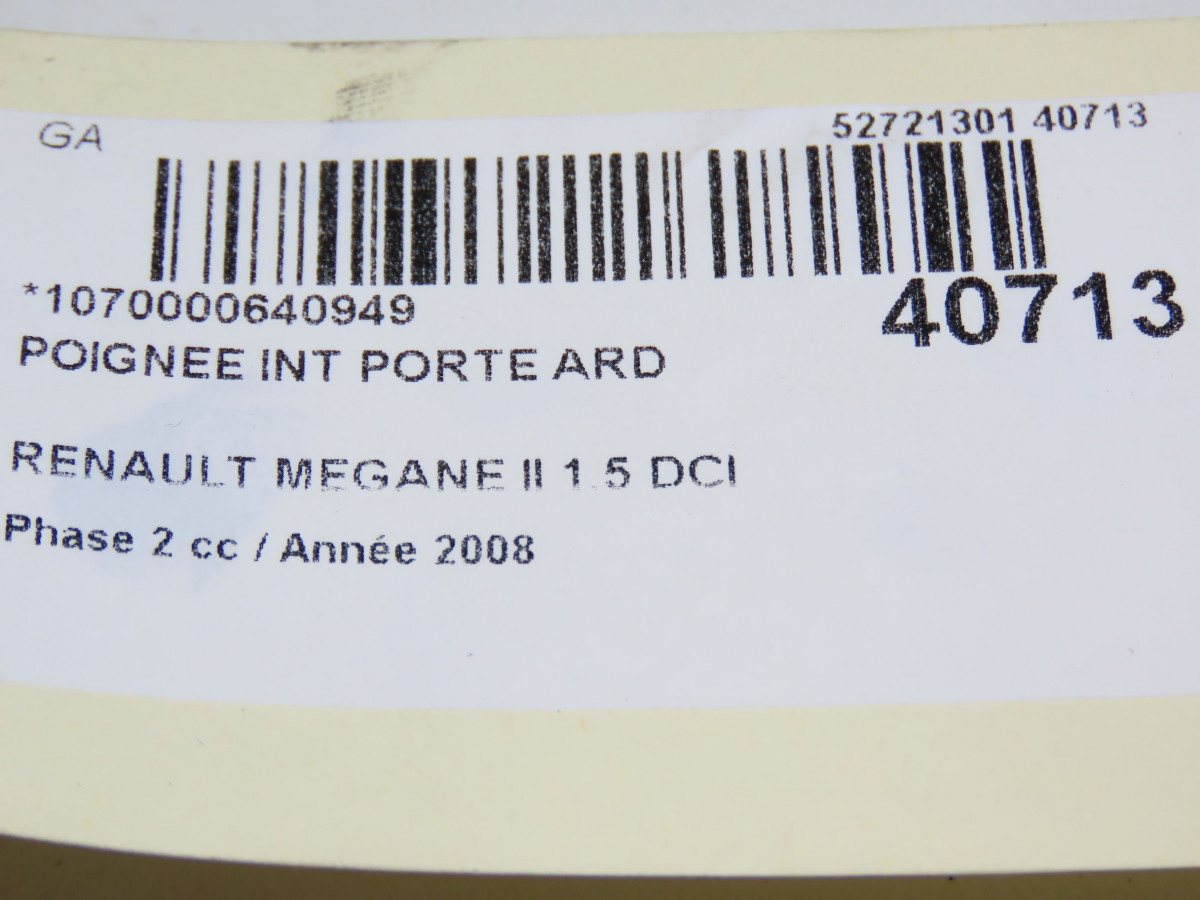 GA
52721301 40713
*1070000640949
40713
POIGNEE INT PORTE ARD
RENAULT MEGANE II 1.5 DCI
Phase 2 cc / Année 2008